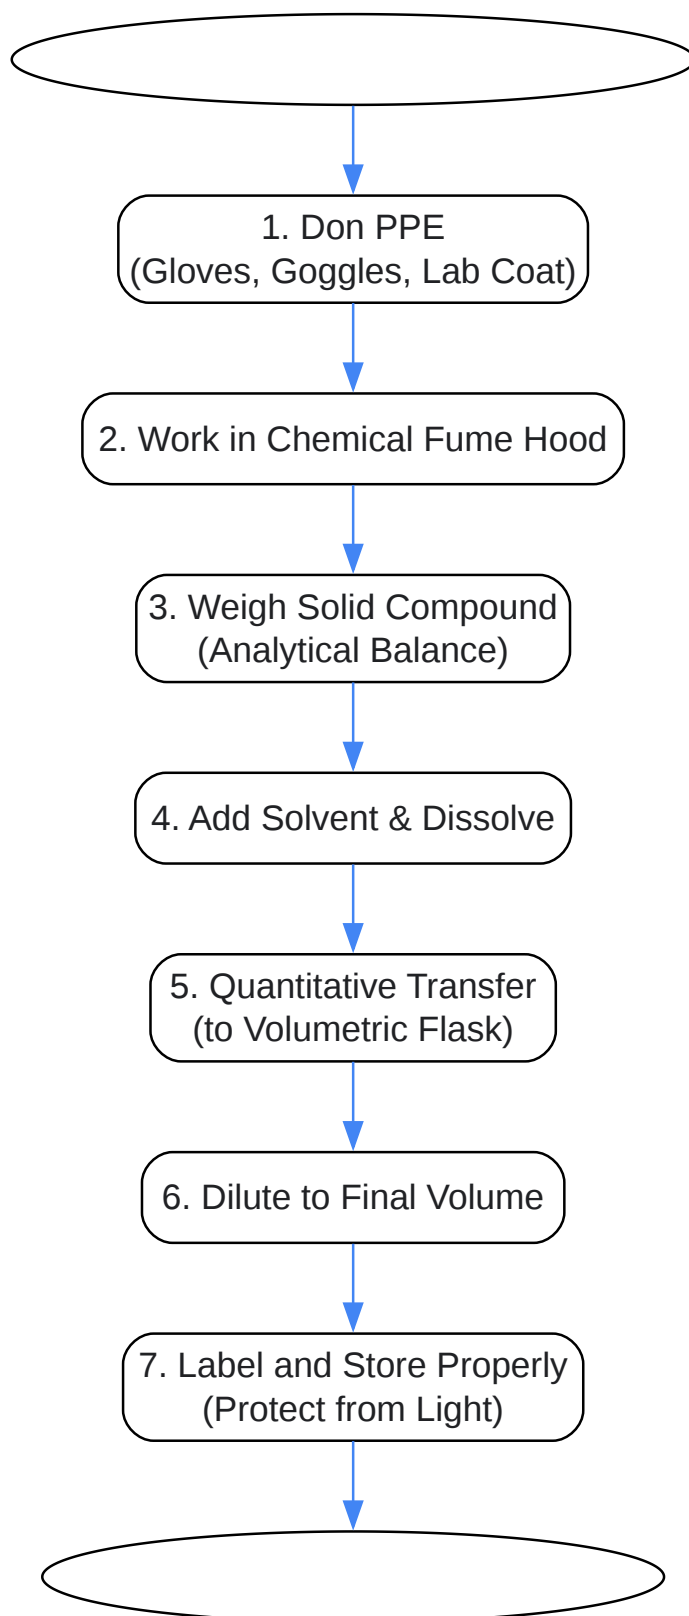 1. Don PPE
(Gloves, Goggles, Lab Coat)
2. Work in Chemical Fume Hood
3. Weigh Solid Compound
(Analytical Balance)
4. Add Solvent & Dissolve
5. Quantitative Transfer
(to Volumetric Flask)
6. Dilute to Final Volume
7. Label and Store Properly
(Protect from Light)